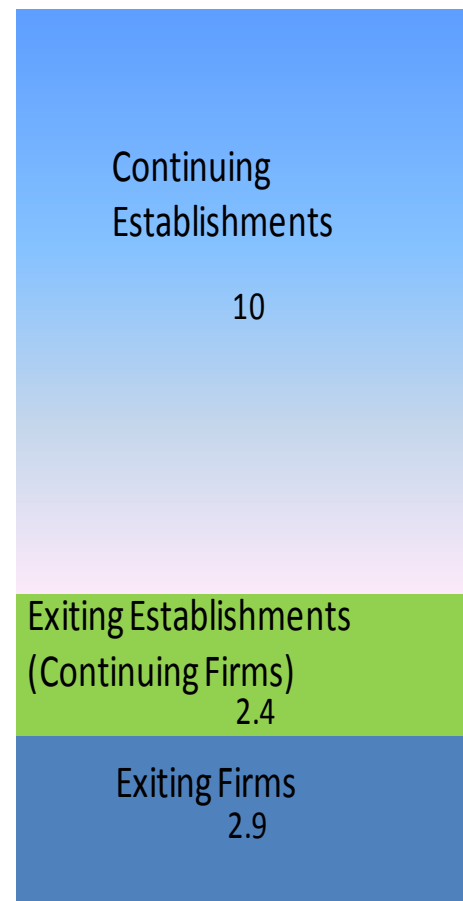 Continuing
Establishments
10
Exiting Establishments
(Continuing Firms)
2.4
Exiting Firms
2.9